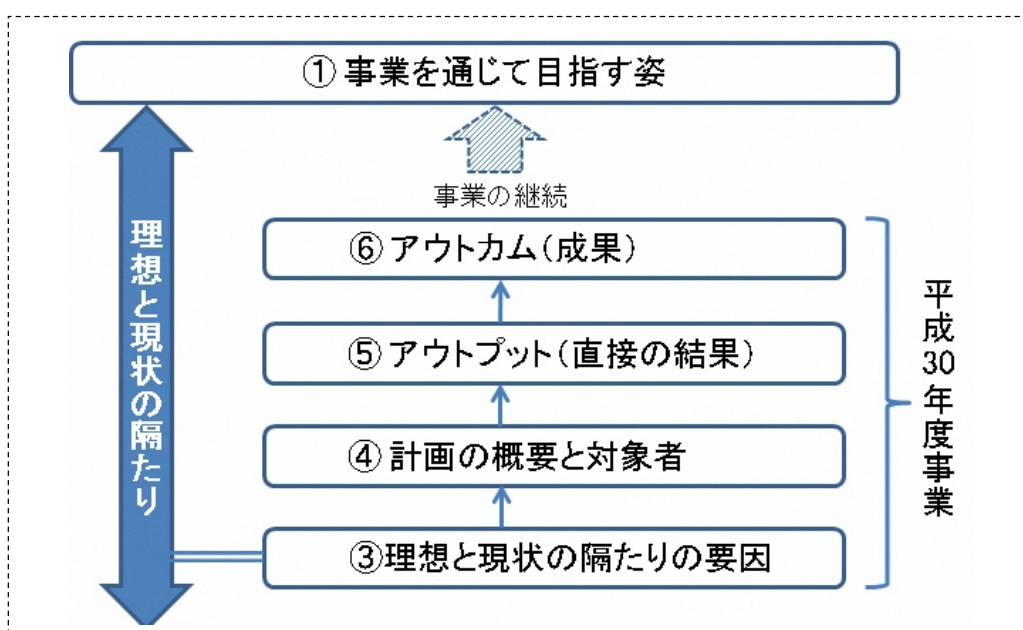 ①事業を通じて目指す姿
事業の継続
理想と現状の隔たり
⑥アウトカム(成果)
⑤アウトプット(直接の結果)
④計画の概要と対象者
③理想と現状の隔たりの要因
平成30年度事業